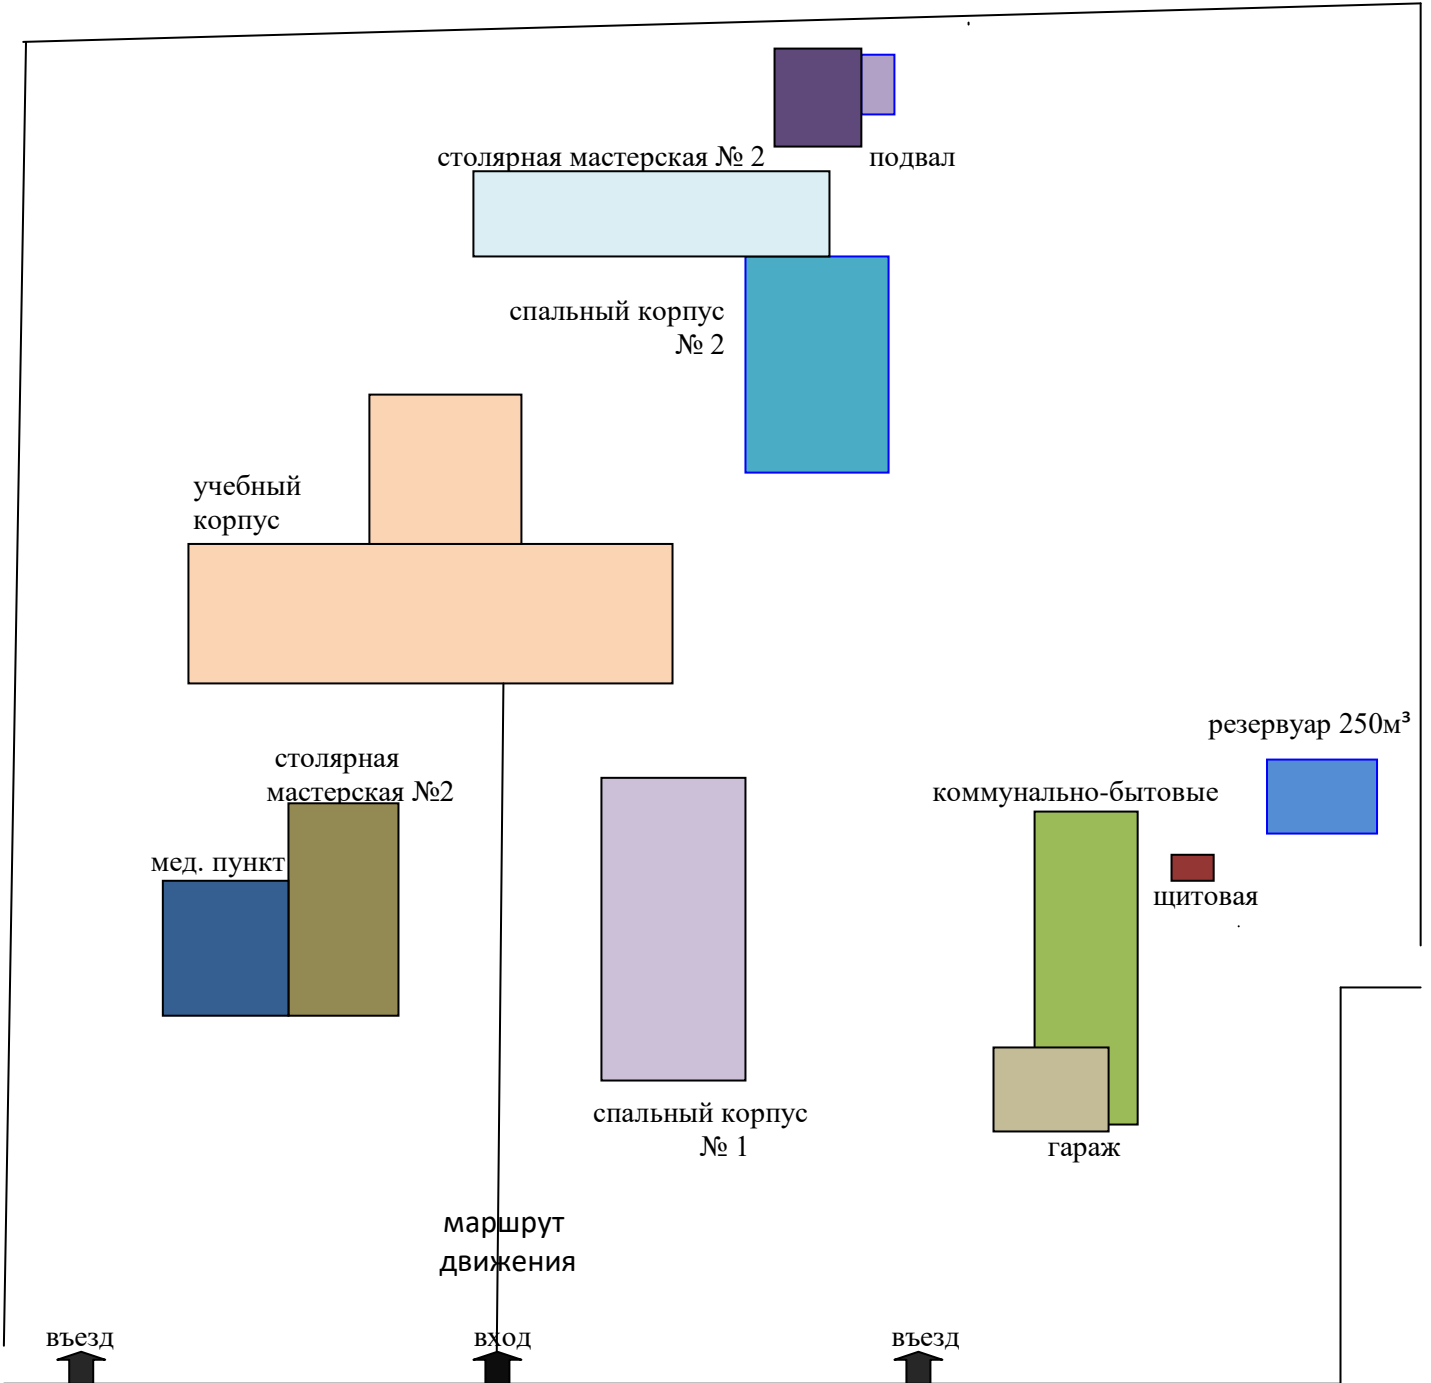 столярная мастерская № 2
подвал
спальный корпус
№ 2
учебный
корпус
резервуар 250м³
столярная
мастерская №2
коммунально-бытовые
мед. пункт
щитовая
спальный корпус
№ 1
гараж
маршрут
движения
въезд
вход
въезд